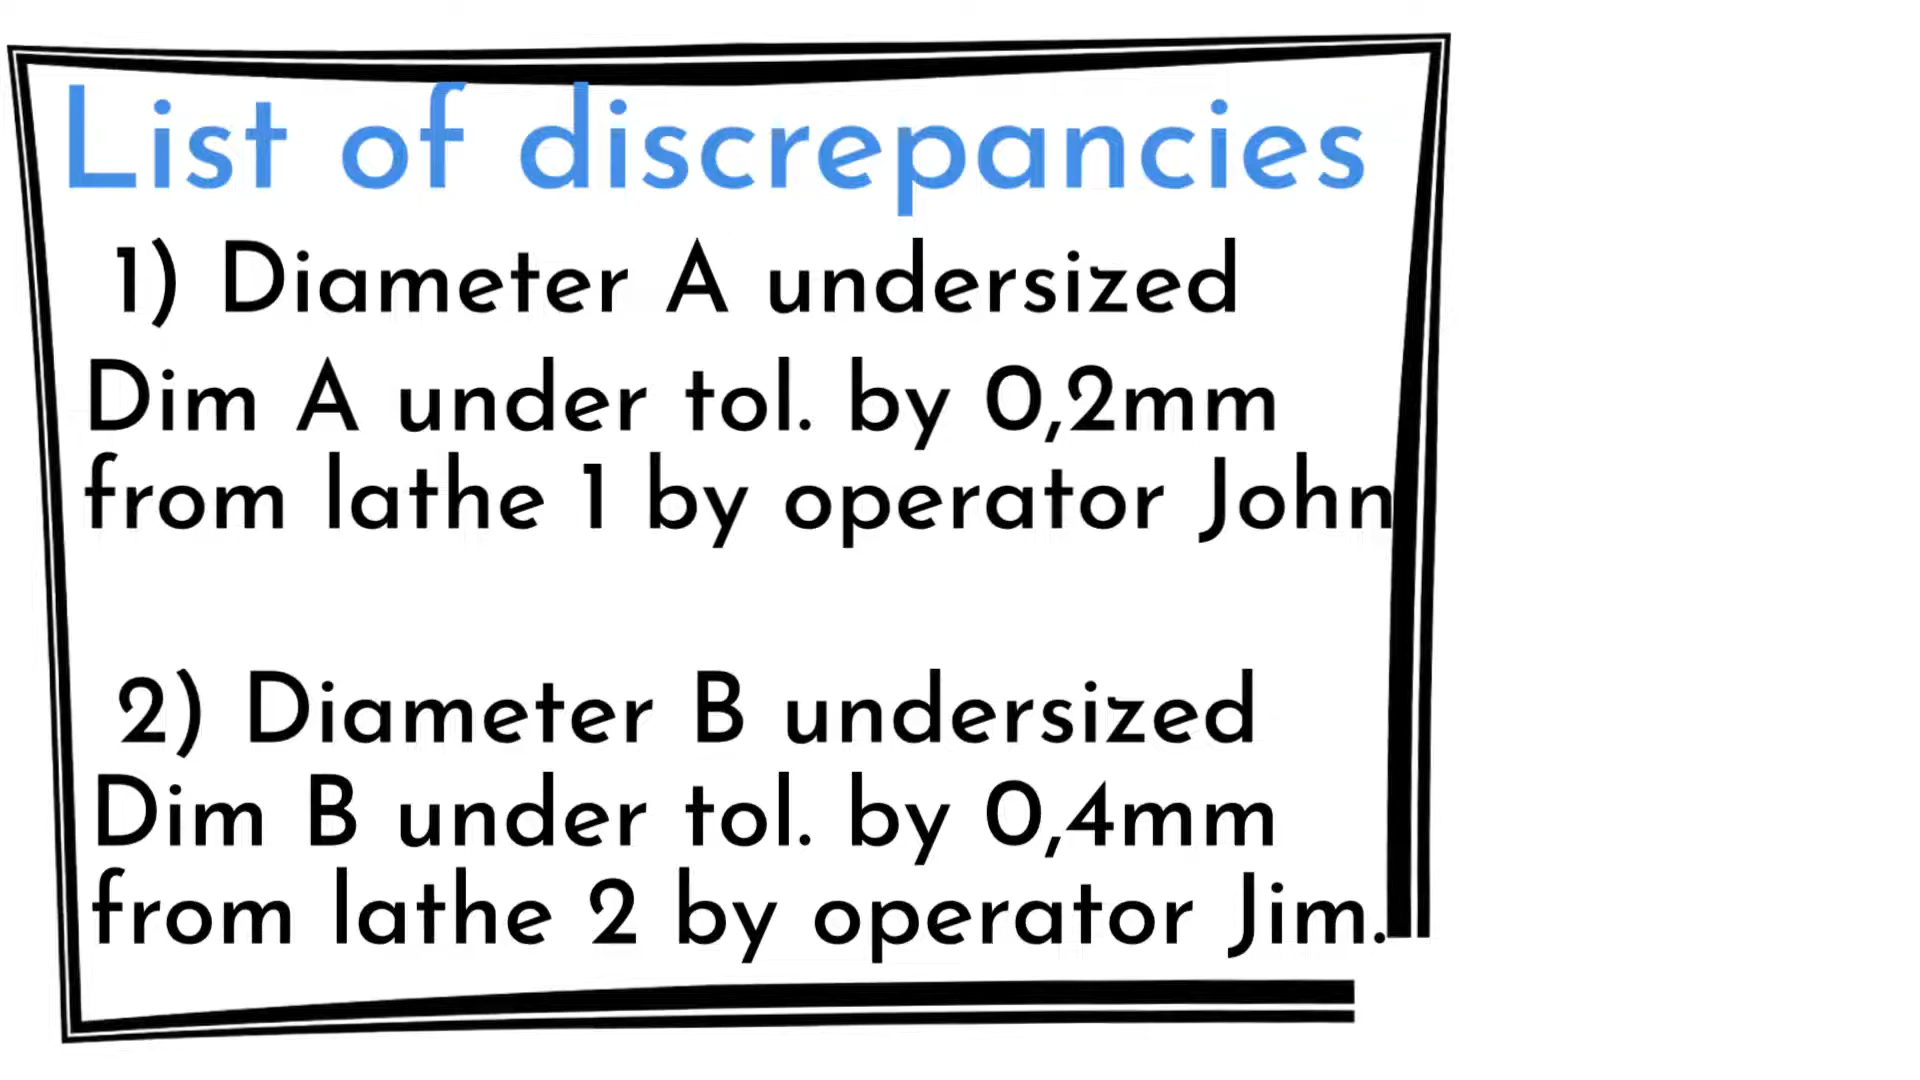 List of discrepancies
1) Diameter A undersized
Dim A under tol. by 0,2mm
from lathe 1 by operator John
2) Diameter B undersized
Dim B under tol. by 0,4mm
from lathe 2 by operator Jim.